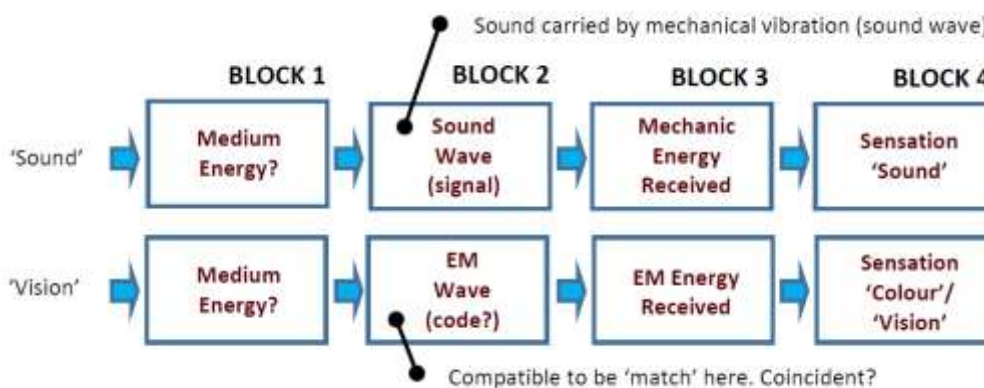 Sound carried by mechanical vibration (sound wave)
BLOCK 1 BLOCK 2 BLOCK 3 BLOCK 4
'Sound'
Medium
Energy?
Sound
Wave
(signal)
Mechanic
Energy
Received
Sensation
'Sound'
'Vision'
Medium
Energy?
EM
Wave
(code?)
EM Energy
Received
Sensation
'Colour'/
'Vision'
Compatible to be 'match' here. Coincident?